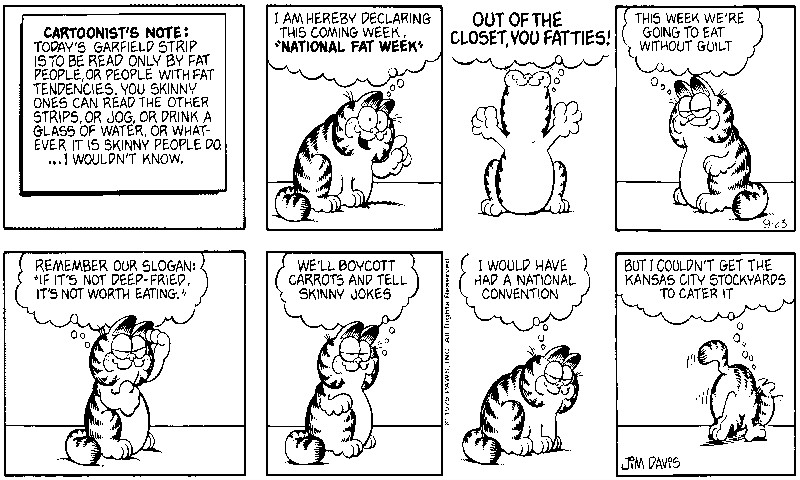 CARTOONIST'S NOTE:
TODAY'S GARFIELD STRIP
IS TO BE READ ONLY BY FAT
PEOPLE, OR PEOPLE WITH FAT
TENDENCIES. YOU SKINNY
ONES CAN READ THE OTHER
STRIPS, OR JOG, OR DRINK A
GLASS OF WATER, OR WHAT-
EVER IT IS SKINNY PEOPLE DO.
...I WOULDN'T KNOW.
I AM HEREBY DECLARING
THIS COMING WEEK,
"NATIONAL FAT WEEK"
OUT OF THE
CLOSET, YOU FATTIES!
THIS WEEK WE'RE
GOING TO EAT
WITHOUT GUILT
9-23
REMEMBER OUR SLOGAN:
"IF IT'S NOT DEEP-FRIED,
IT'S NOT WORTH EATING."
WE'LL BOYCOTT
CARROTS AND TELL
SKINNY JOKES
I WOULD HAVE
HAD A NATIONAL
CONVENTION
BUT I COULDN'T GET THE
KANSAS CITY STOCKYARDS
TO CATER IT
JIM DAVIS